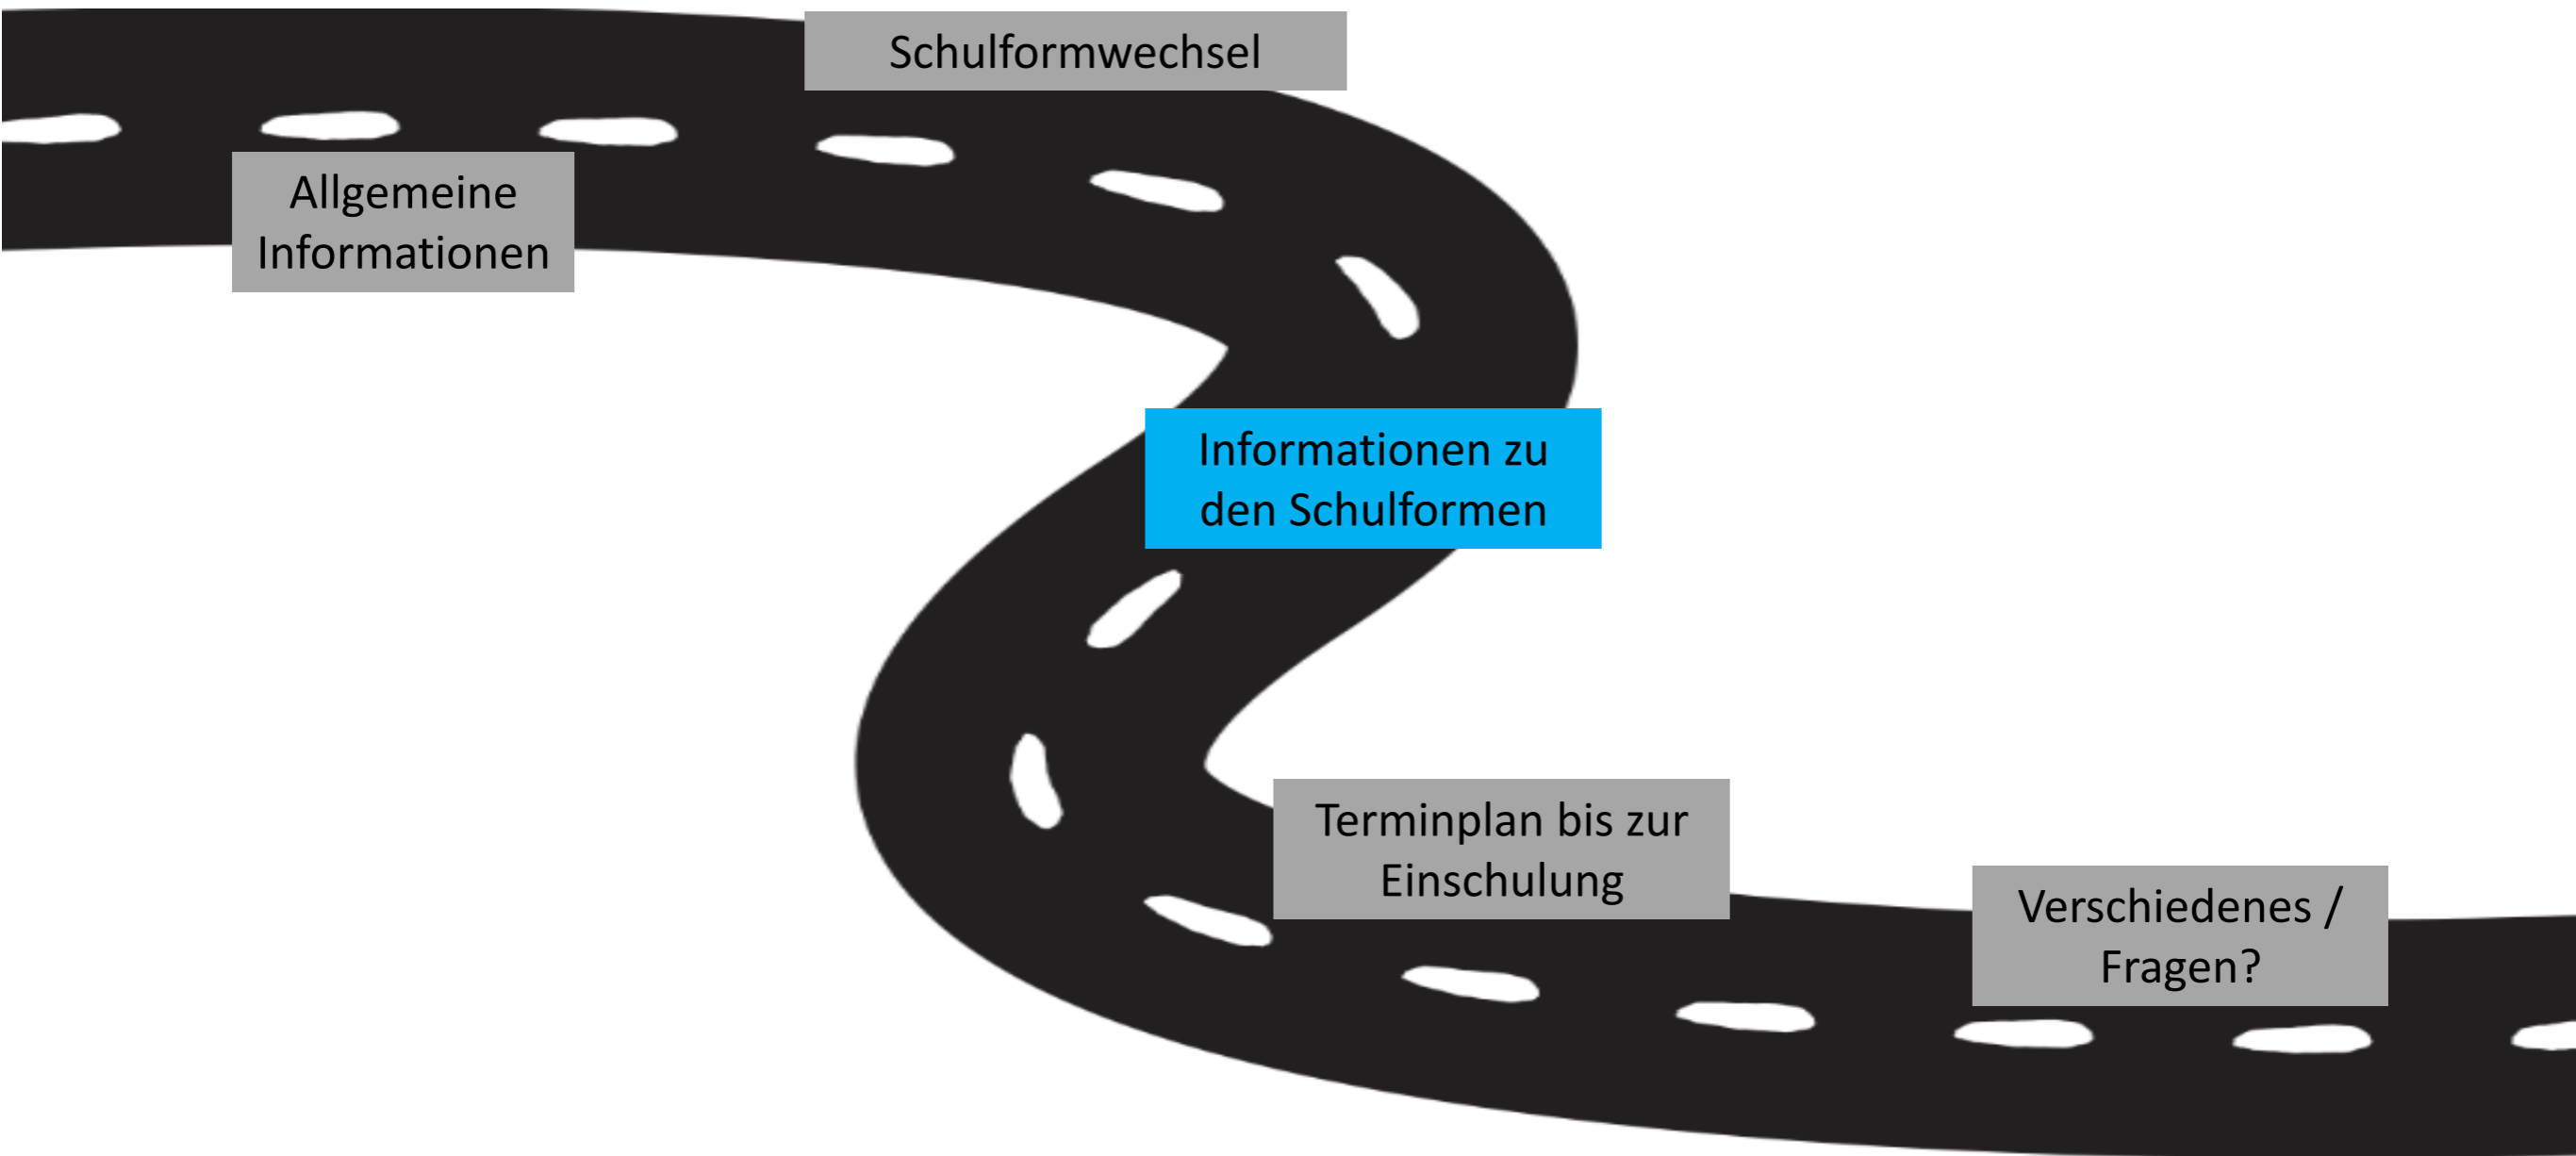 Schulformwechsel
Allgemeine
Informationen
Informationen zu
den Schulformen
Terminplan bis zur
Einschulung
Verschiedenes /
Fragen?